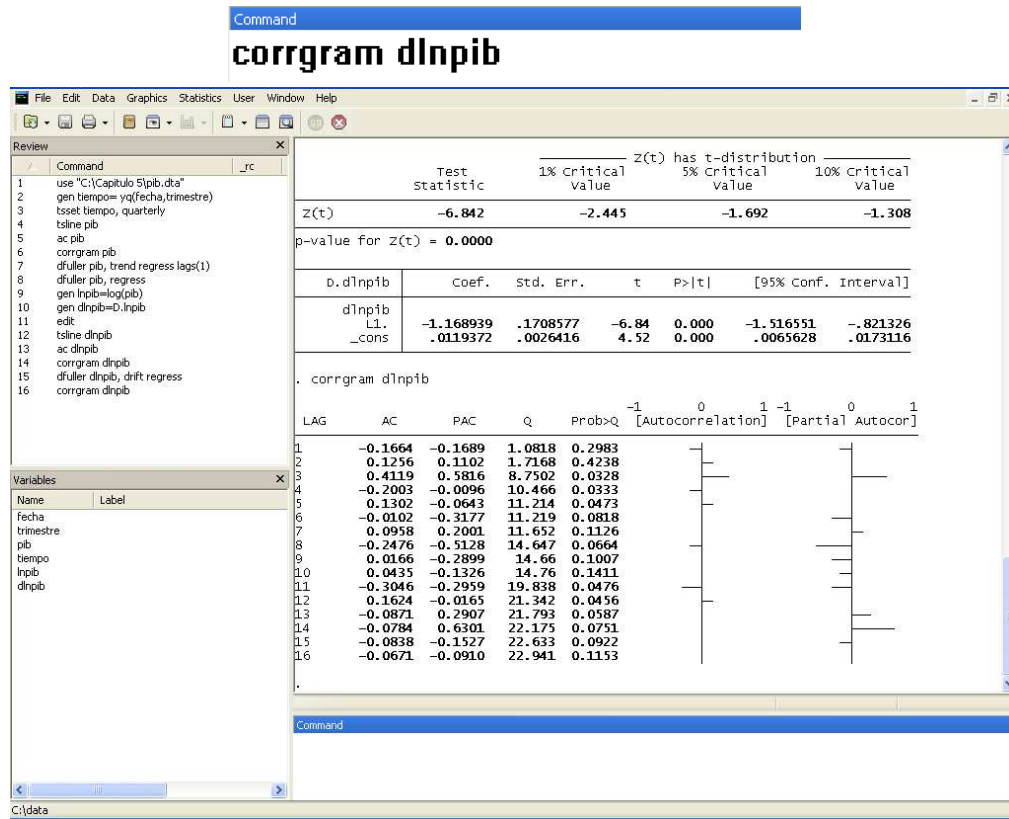 Command
corrgram dlnpib
File Edit Data Graphics Statistics User Window Help
Review
Command _rc
1 use "C:\Capitulo 5\pib.dta"
2 gen tiempo= yq(fecha,trimestre)
3 tsset tiempo, quarterly
4 tsline pib
5 ac pib
6 corrgram pib
7 dfuller pib, trend regress lags(1)
8 dfuller pib, regress
9 gen lnpib=log(pib)
10 gen dlnpib=D.lnpib
11 edit
12 tsline dlnpib
13 ac dlnpib
14 corrgram dlnpib
15 dfuller dlnpib, drift regress
16 corrgram dlnpib
Variables
Name Label
fecha
trimestre
pib
tiempo
lnpib
dlnpib
Z(t) has t-distribution
Test 1% Critical 5% Critical 10% Critical
Statistic Value Value Value
Z(t) -6.842 -2.445 -1.692 -1.308
p-value for Z(t) = 0.0000
D.dlnpib Coef. Std. Err. t P>|t| [95% Conf. Interval]
dlnpib
L1. -1.168939 .1708577 -6.84 0.000 -1.516551 -.821326
_cons .0119372 .0026416 4.52 0.000 .0065628 .0173116
. corrgram dlnpib
-1 0 1 -1 0 1
LAG AC PAC Q Prob>Q [Autocorrelation] [Partial Autocor]
1 -0.1664 -0.1689 1.0818 0.2983
2 0.1256 0.1102 1.7168 0.4238
3 0.4119 0.5816 8.7502 0.0328
4 -0.2003 -0.0096 10.466 0.0333
5 0.1302 -0.0643 11.214 0.0473
6 -0.0102 -0.3177 11.219 0.0818
7 0.0958 0.2001 11.652 0.1126
8 -0.2476 -0.5128 14.647 0.0664
9 0.0166 -0.2899 14.66 0.1007
10 0.0435 -0.1326 14.76 0.1411
11 -0.3046 -0.2959 19.838 0.0476
12 0.1624 -0.0165 21.342 0.0456
13 -0.0871 0.2907 21.793 0.0587
14 -0.0784 0.6301 22.175 0.0751
15 -0.0838 -0.1527 22.633 0.0922
16 -0.0671 -0.0910 22.941 0.1153
.
Command
C:\data